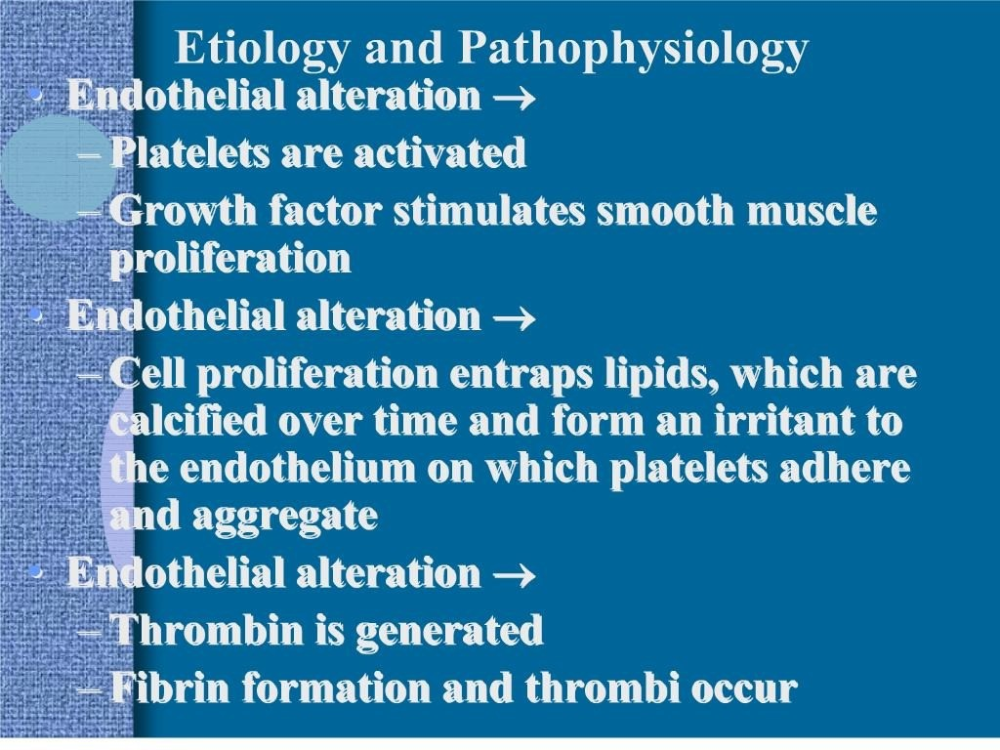 Etiology and Pathophysiology
• Endothelial alteration →
– Platelets are activated
– Growth factor stimulates smooth muscle
proliferation
• Endothelial alteration →
– Cell proliferation entraps lipids, which are
calcified over time and form an irritant to
the endothelium on which platelets adhere
and aggregate
• Endothelial alteration →
– Thrombin is generated
– Fibrin formation and thrombi occur